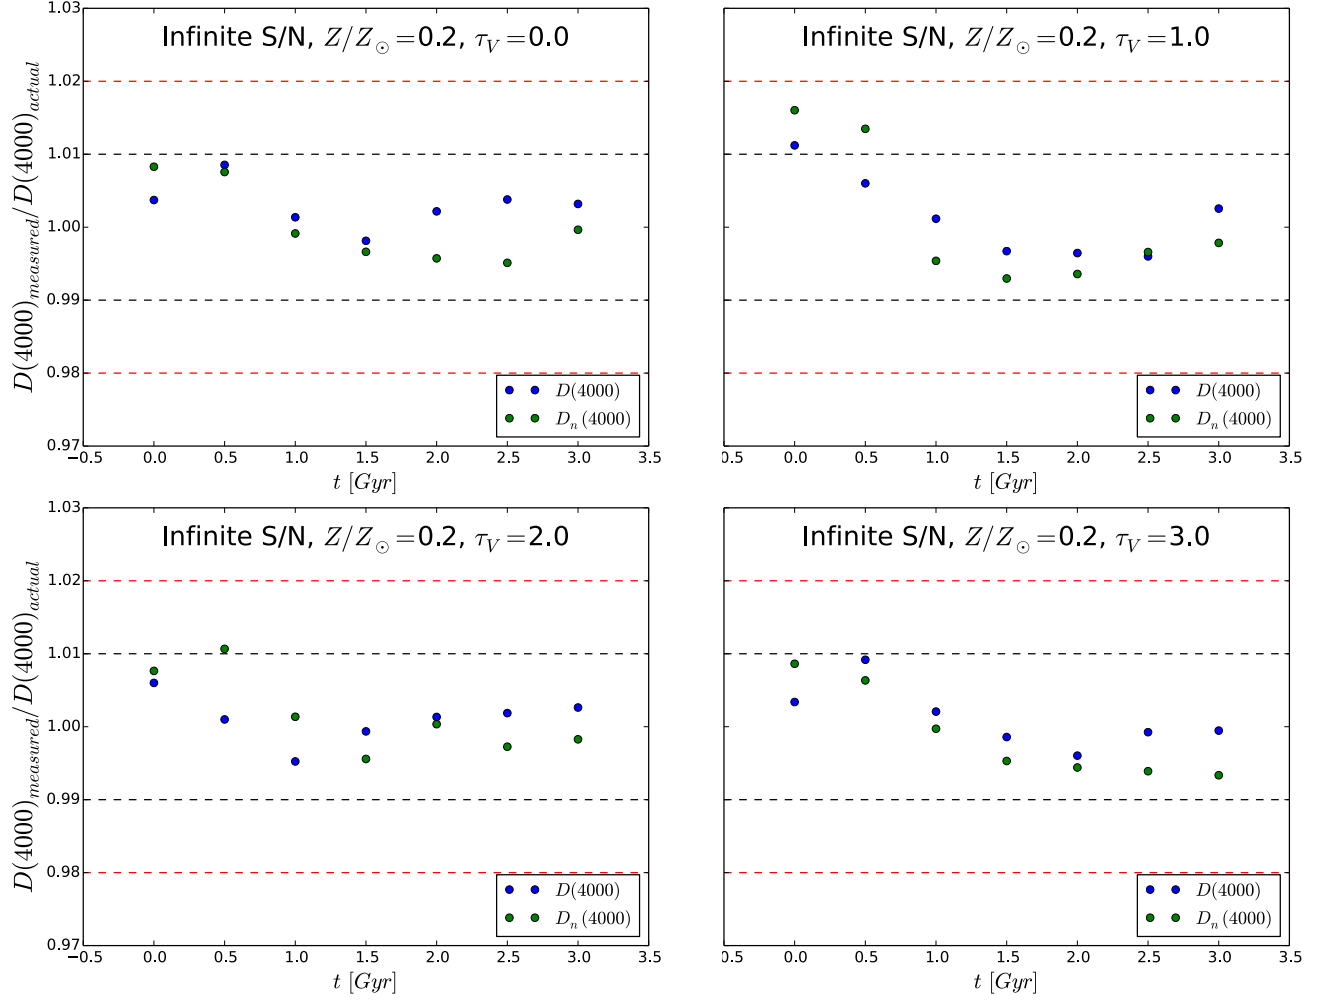 Infinite S/N, Z/Z⊙=0.2, τV=0.0
D(4000)measured/D(4000)actual
1.03
1.02
1.01
1.00
0.99
0.98
0.97
D(4000)
Dn(4000)
−0.5 0.0 0.5 1.0 1.5 2.0 2.5 3.0 3.5
t [Gyr]
Infinite S/N, Z/Z⊙=0.2, τV=1.0
D(4000)
Dn(4000)
.5 0.0 0.5 1.0 1.5 2.0 2.5 3.0 3.5
t [Gyr]
Infinite S/N, Z/Z⊙=0.2, τV=2.0
D(4000)measured/D(4000)actual
1.03
1.02
1.01
1.00
0.99
0.98
0.97
D(4000)
Dn(4000)
−0.5 0.0 0.5 1.0 1.5 2.0 2.5 3.0 3.5
t [Gyr]
Infinite S/N, Z/Z⊙=0.2, τV=3.0
D(4000)
Dn(4000)
.5 0.0 0.5 1.0 1.5 2.0 2.5 3.0 3.5
t [Gyr]